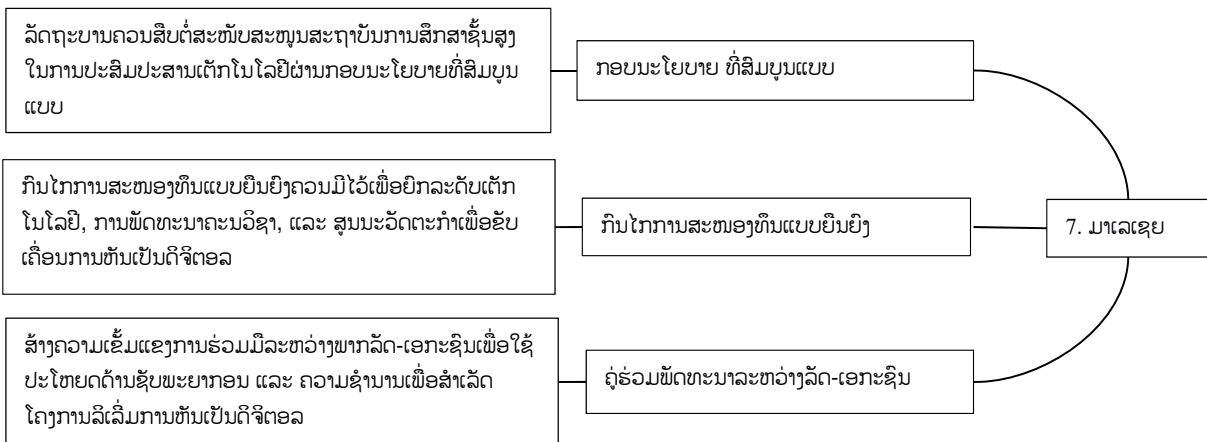 ລັດຖະບານຄວນສືບຕໍ່ສະໜັບສະໜູນສະຖາບັນການສຶກສາຊັ້ນສູງ
ໃນການປະສົມປະສານເຕັກໂນໂລຍີຜ່ານກອບນະໂຍບາຍທີ່ສົມບູນ
ແບບ
ກອບນະໂຍບາຍ ທີ່ສົມບູນແບບ
ກົນໄກການສະໜອງທຶນແບບຍືນຍົງຄວນມີໄວ້ເພື່ອຍົກລະດັບເຕັກ
ໂນໂລຍີ, ການພັດທະນາຄະນວິຊາ, ແລະ ສູນນະວັດຕະກຳເພື່ອຂັບ
ເຄື່ອນການຫັນເປັນດິຈິຕອລ
ກົນໄກການສະໜອງທຶນແບບຍືນຍົງ
7. ມາເລເຊຍ
ສ້າງຄວາມເຂັ້ມແຂງການຮ່ວມມືລະຫວ່າງພາກລັດ-ເອກະຊົນເພື່ອໃຊ້
ປະໂຫຍດດ້ານຊັບພະຍາກອນ ແລະ ຄວາມຊຳນານເພື່ອສຳເລັດ
ໂຄງການລິເລີ່ມການຫັນເປັນດິຈິຕອລ
ຄູ່ຮ່ວມພັດທະນາລະຫວ່າງລັດ-ເອກະຊົນ